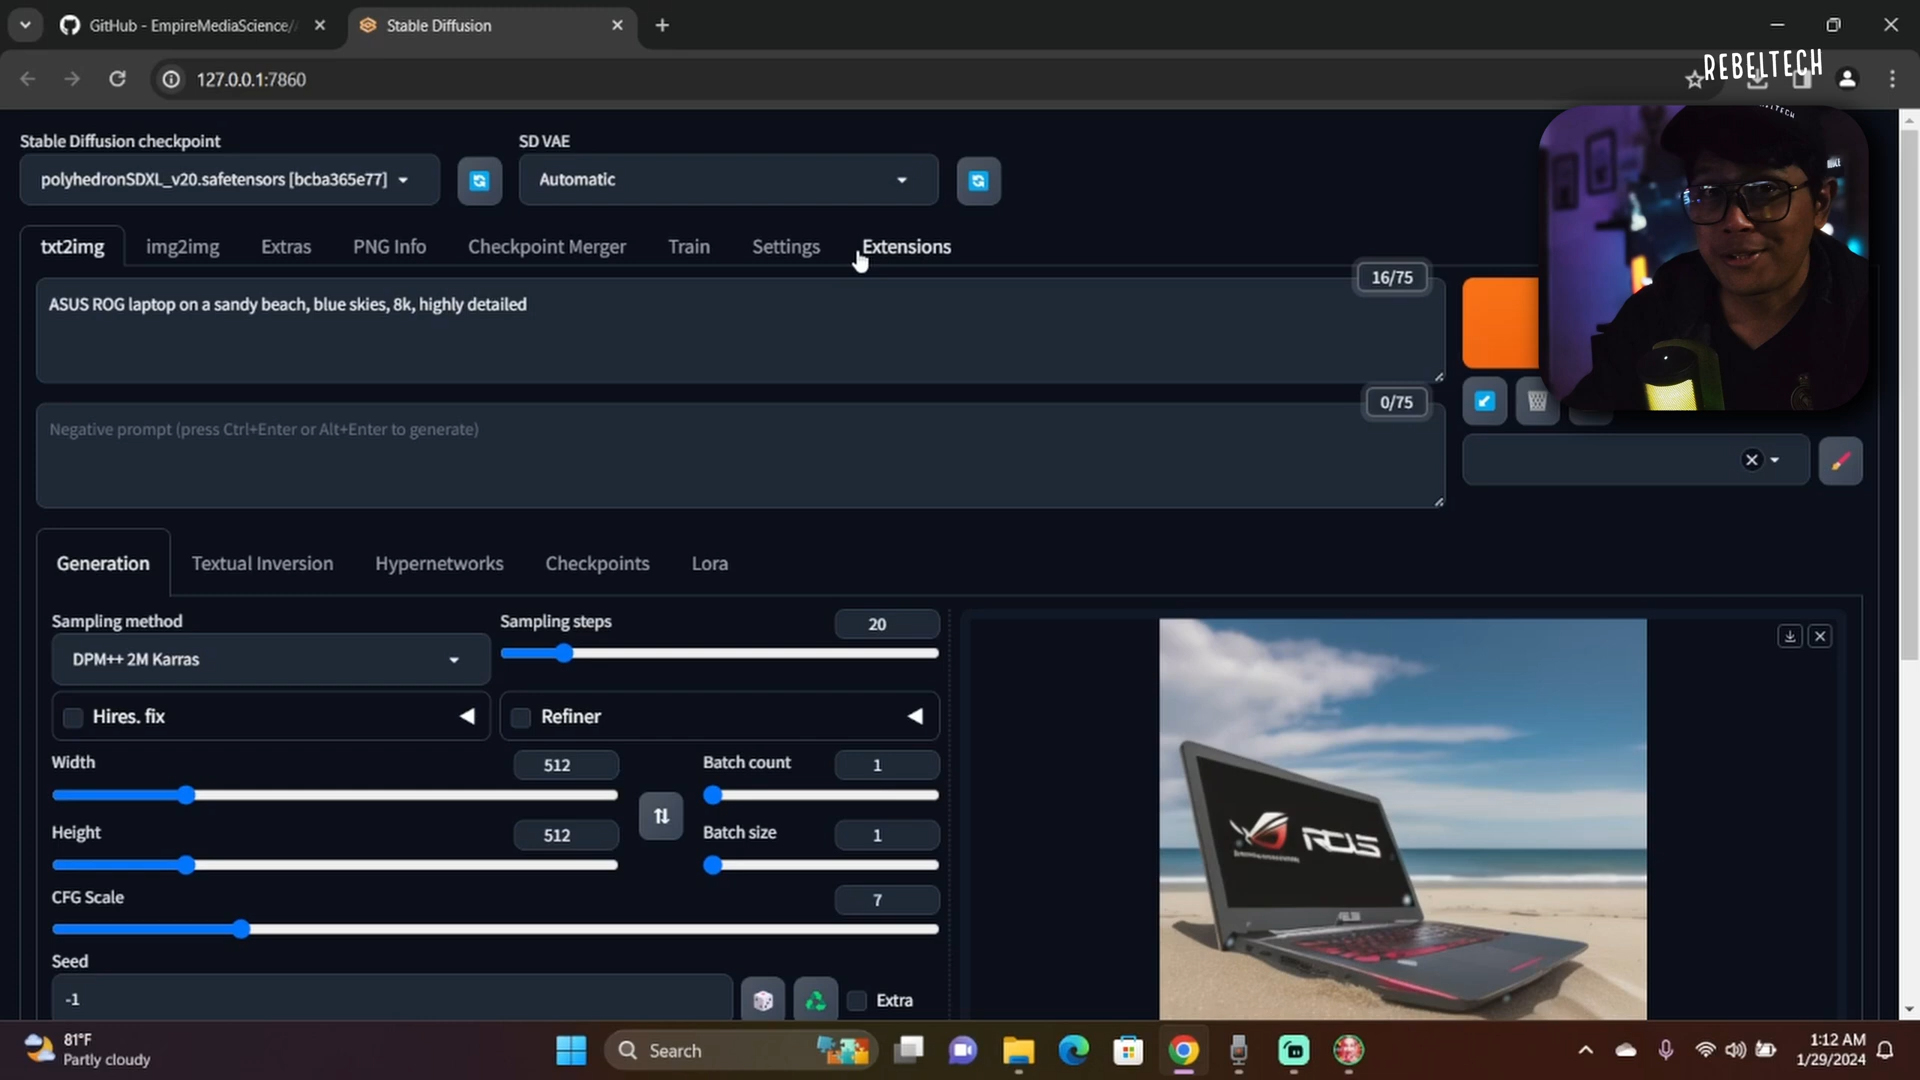 GitHub - EmpireMediaScience/
Stable Diffusion
127.0.0.1:7860
REBELTECH
Stable Diffusion checkpoint
SD VAE
polyhedronSDXL_v20.safetensors [bcba365e77]
Automatic
txt2img
img2img
Extras
PNG Info
Checkpoint Merger
Train
Settings
Extensions
16/75
ASUS ROG laptop on a sandy beach, blue skies, 8k, highly detailed
0/75
Negative prompt (press Ctrl+Enter or Alt+Enter to generate)
Generation
Textual Inversion
Hypernetworks
Checkpoints
Lora
Sampling method
Sampling steps
20
DPM++ 2M Karras
Hires. fix
Refiner
Width
512
Batch count
1
Height
512
Batch size
1
CFG Scale
7
Seed
-1
Extra
81°F
Partly cloudy
Search
1:12 AM
1/29/2024